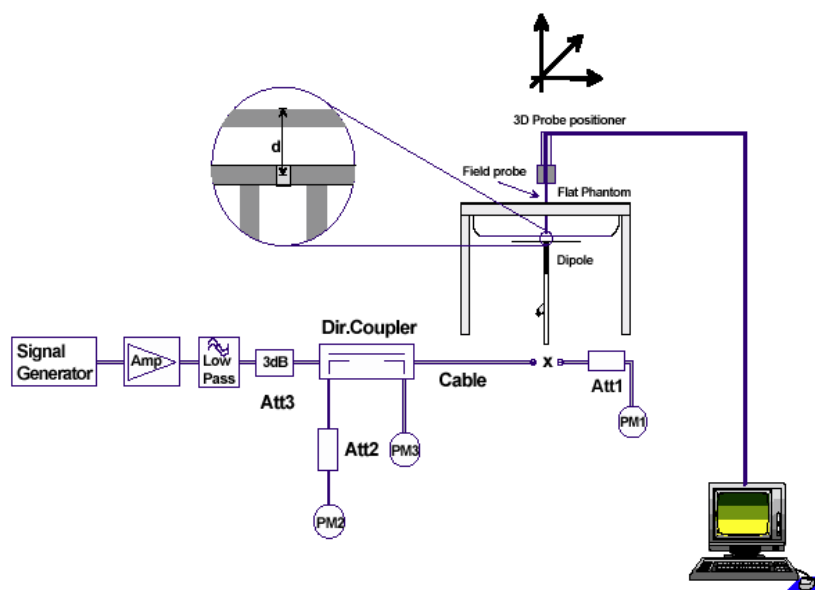 3D Probe positioner
d
Field probe
Flat Phantom
Dipole
Dir.Coupler
Signal
Generator
Amp
Low
Pass
3dB
Att3
Cable
x
Att1
PM1
Att2
PM3
PM2